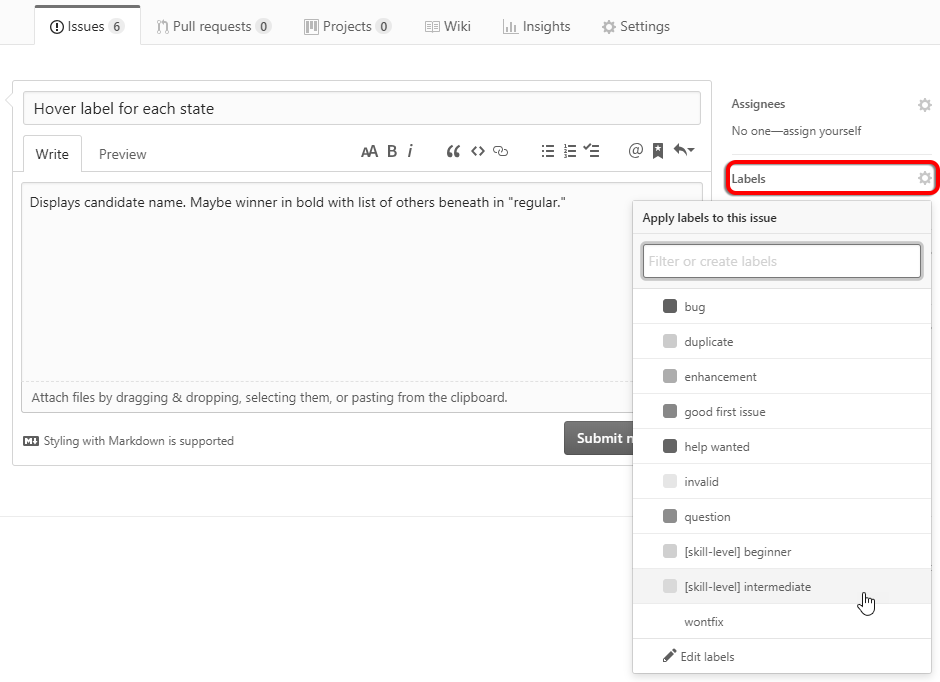 Issues 6 Pull requests 0 Projects 0 Wiki Insights Settings
Hover label for each state
Write Preview AA B i @
Displays candidate name. Maybe winner in bold with list of others beneath in "regular."
Attach files by dragging & dropping, selecting them, or pasting from the clipboard.
M Styling with Markdown is supported
Submit n
Assignees
No one—assign yourself
Labels
Apply labels to this issue
Filter or create labels
bug
duplicate
enhancement
good first issue
help wanted
invalid
question
[skill-level] beginner
[skill-level] intermediate
wontfix
Edit labels